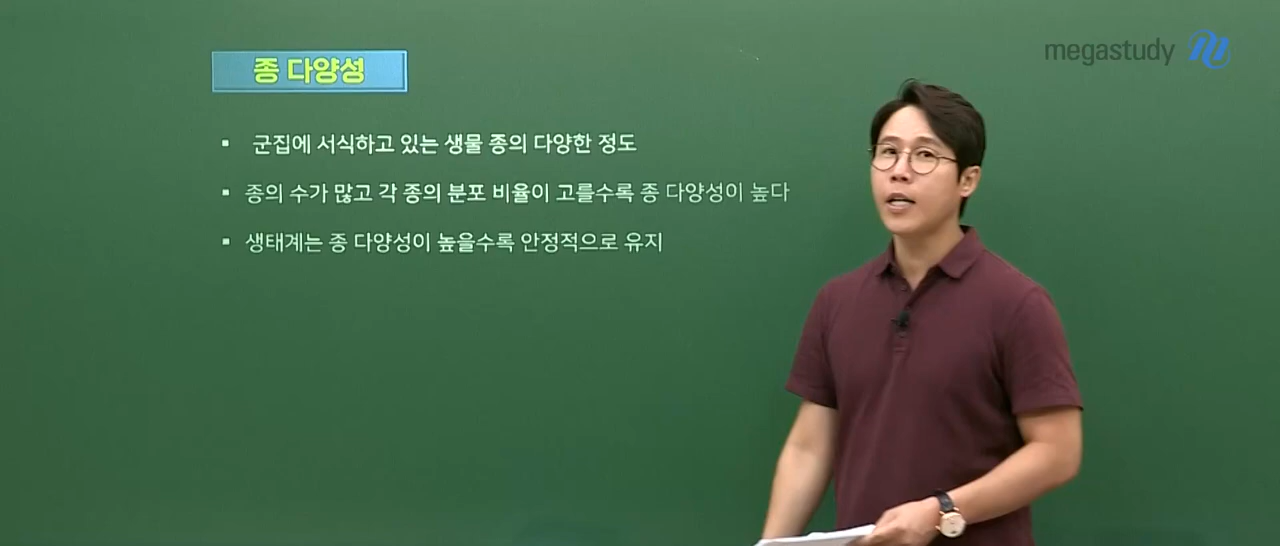 megastudy
종 다양성
▪ 군집에 서식하고 있는 생물 종의 다양한 정도
▪ 종의 수가 많고 각 종의 분포 비율이 고를수록 종 다양성이 높다
▪ 생태계는 종 다양성이 높을수록 안정적으로 유지